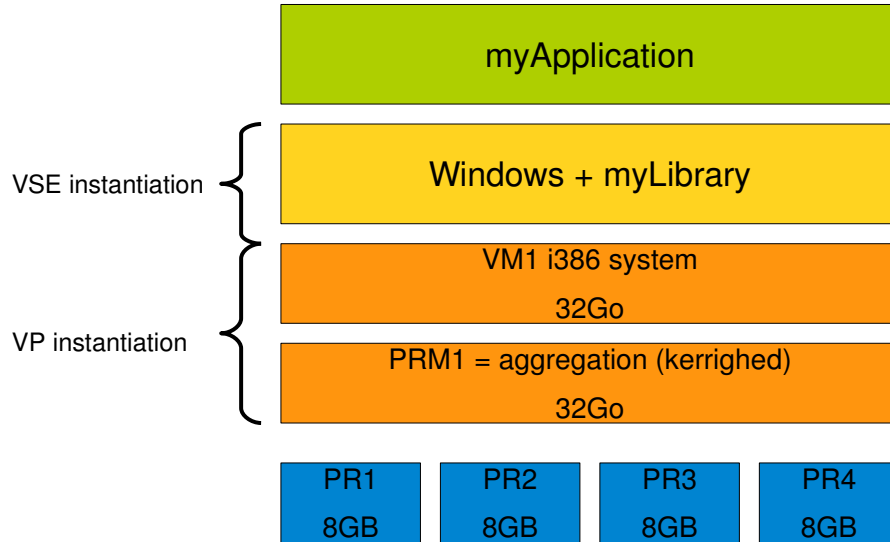 myApplication
VSE instantiation
Windows + myLibrary
VP instantiation
VM1 i386 system
32Go
PRM1 = aggregation (kerrighed)
32Go
PR1
8GB
PR2
8GB
PR3
8GB
PR4
8GB